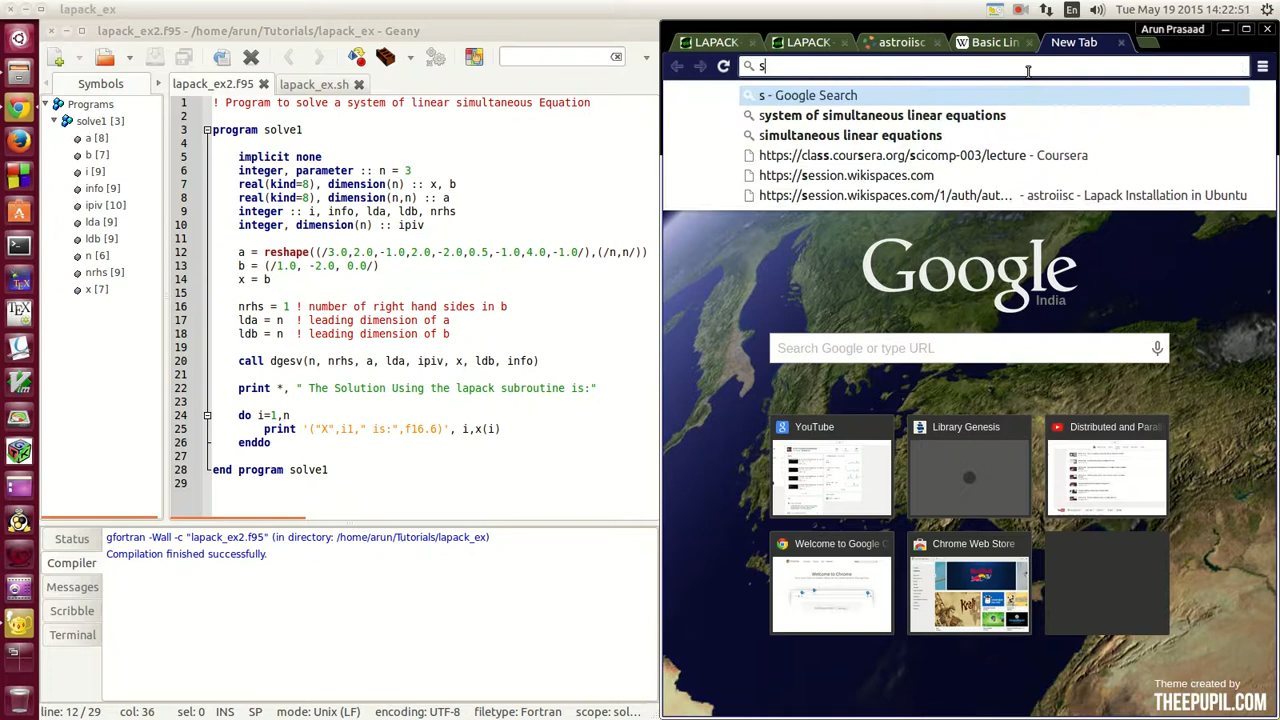 lapack_ex
En
Tue May 19 2015 14:22:51
lapack_ex2.f95 - /home/arun/Tutorials/lapack_ex - Geany
Arun Prasaad
LAPACK
LAPACK
astroiisc
Basic Lin
New Tab
s
Symbols
lapack_ex2.f95
lapack_ex.sh
Programs
solve1 [3]
a [8]
b [7]
i [9]
info [9]
ipiv [10]
lda [9]
ldb [9]
n [6]
nrhs [9]
x [7]
1 ! Program to solve a system of linear simultaneous Equation
2
3 program solve1
4
5 implicit none
6 integer, parameter :: n = 3
7 real(kind=8), dimension(n) :: x, b
8 real(kind=8), dimension(n,n) :: a
9 integer :: i, info, lda, ldb, nrhs
10 integer, dimension(n) :: ipiv
11
12 a = reshape((/3.0,2.0,-1.0,2.0,-2.0,0.5,-1.0,4.0,-1.0/),(/n,n/))
13 b = (/1.0, -2.0, 0.0/)
14 x = b
15
16 nrhs = 1 ! number of right hand sides in b
17 lda = n ! leading dimension of a
18 ldb = n ! leading dimension of b
19
20 call dgesv(n, nrhs, a, lda, ipiv, x, ldb, info)
21
22 print *, " The Solution Using the lapack subroutine is:"
23
24 do i=1,n
25 print '("X",i1," is:",f16.6)', i,x(i)
26 enddo
27
28 end program solve1
29
s - Google Search
system of simultaneous linear equations
simultaneous linear equations
https://class.coursera.org/scicomp-003/lecture - Coursera
https://session.wikispaces.com
https://session.wikispaces.com/1/auth/aut... - astroiisc - Lapack Installation in Ubuntu
Google
India
Search Google or type URL
YouTube
Library Genesis
Distributed and Paral
Welcome to Google C
Chrome Web Store
Theme created by
THEEPUPIL.COM
Status
Compiler
Messages
Scribble
Terminal
gfortran -Wall -c "lapack_ex2.f95" (in directory: /home/arun/Tutorials/lapack_ex)
Compilation finished successfully.
line: 12 / 29
col: 36
sel: 0
INS
SP
mode: Unix (LF)
encoding: UTF-8
filetype: Fortran
scope: sol...